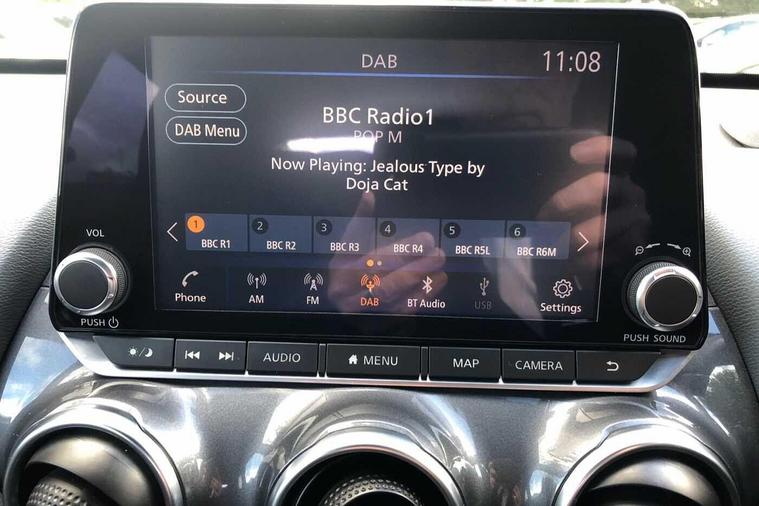 DAB
11:08
Source
DAB Menu
BBC Radio1
POP M
Now Playing: Jealous Type by
Doja Cat
1 BBC R1
2 BBC R2
3 BBC R3
4 BBC R4
5 BBC R5L
6 BBC R6M
Phone
AM
FM
DAB
BT Audio
USB
Settings
VOL
PUSH
PUSH SOUND
AUDIO
MENU
MAP
CAMERA